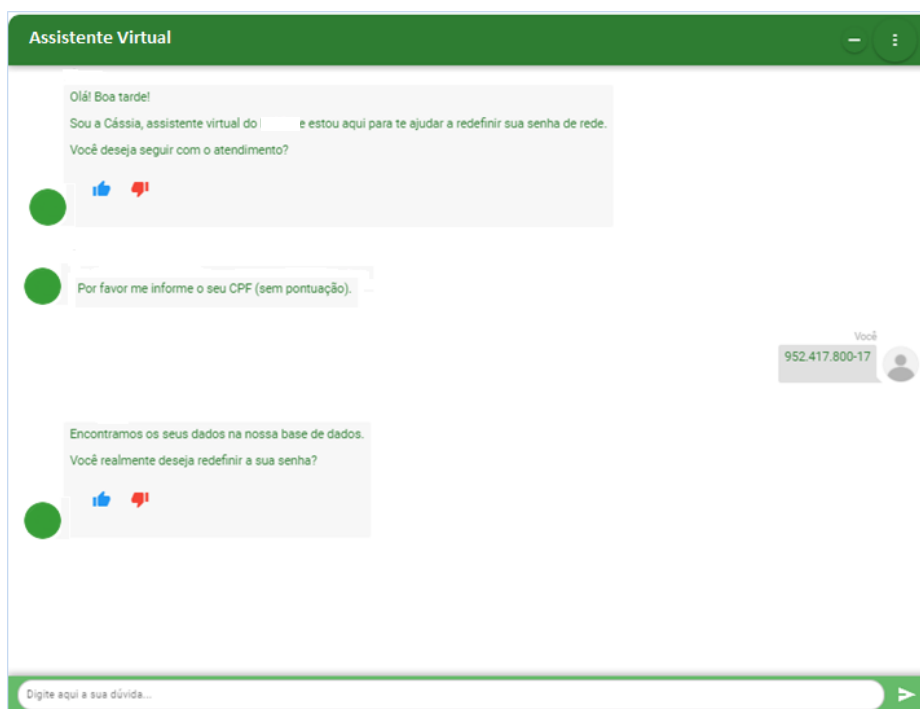 Assistente Virtual
Olá! Boa tarde!
Sou a Cássia, assistente virtual do e estou aqui para te ajudar a redefinir sua senha de rede.
Você deseja seguir com o atendimento?
Por favor me informe o seu CPF (sem pontuação).
Você
952.417.800-17
Encontramos os seus dados na nossa base de dados.
Você realmente deseja redefinir a sua senha?
Digite aqui a sua dúvida...